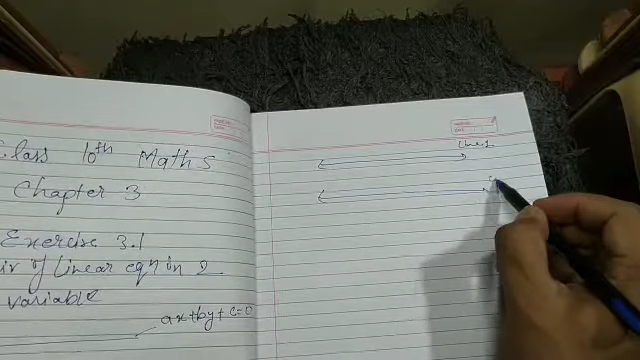 Class 10th Maths
Chapter 3
Exercise 3.1
ir of linear eqn in 2
variable
ax+by+c=0
Line 1